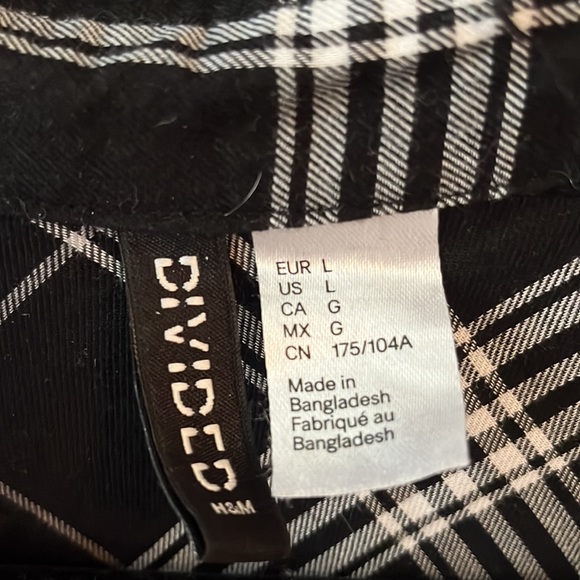 DIVIDED
H&M
EUR L
US L
CA G
MX G
CN 175/104A
Made in
Bangladesh
Fabriqué au
Bangladesh